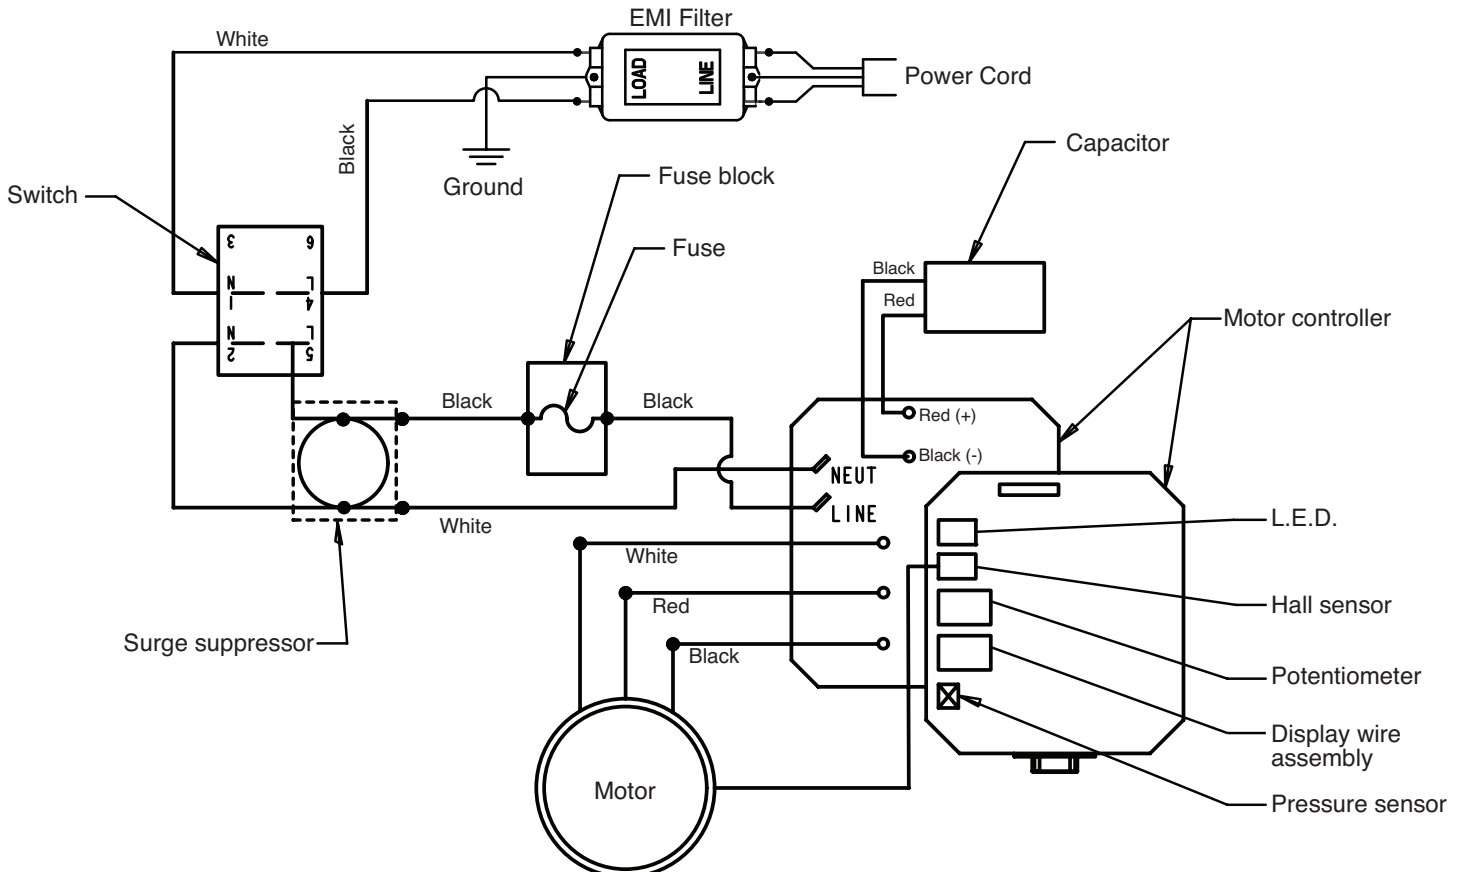 EMI Filter
White
LOAD
LINE
Power Cord
Black
Ground
Capacitor
Fuse block
Switch
3
6
Fuse
N
L
1
4
N
L
2
5
Black
Red
Motor controller
Black
Black
Red (+)
Black (-)
NEUT
LINE
White
L.E.D.
White
Red
Hall sensor
Surge suppressor
Black
Potentiometer
Display wire
assembly
Motor
Pressure sensor